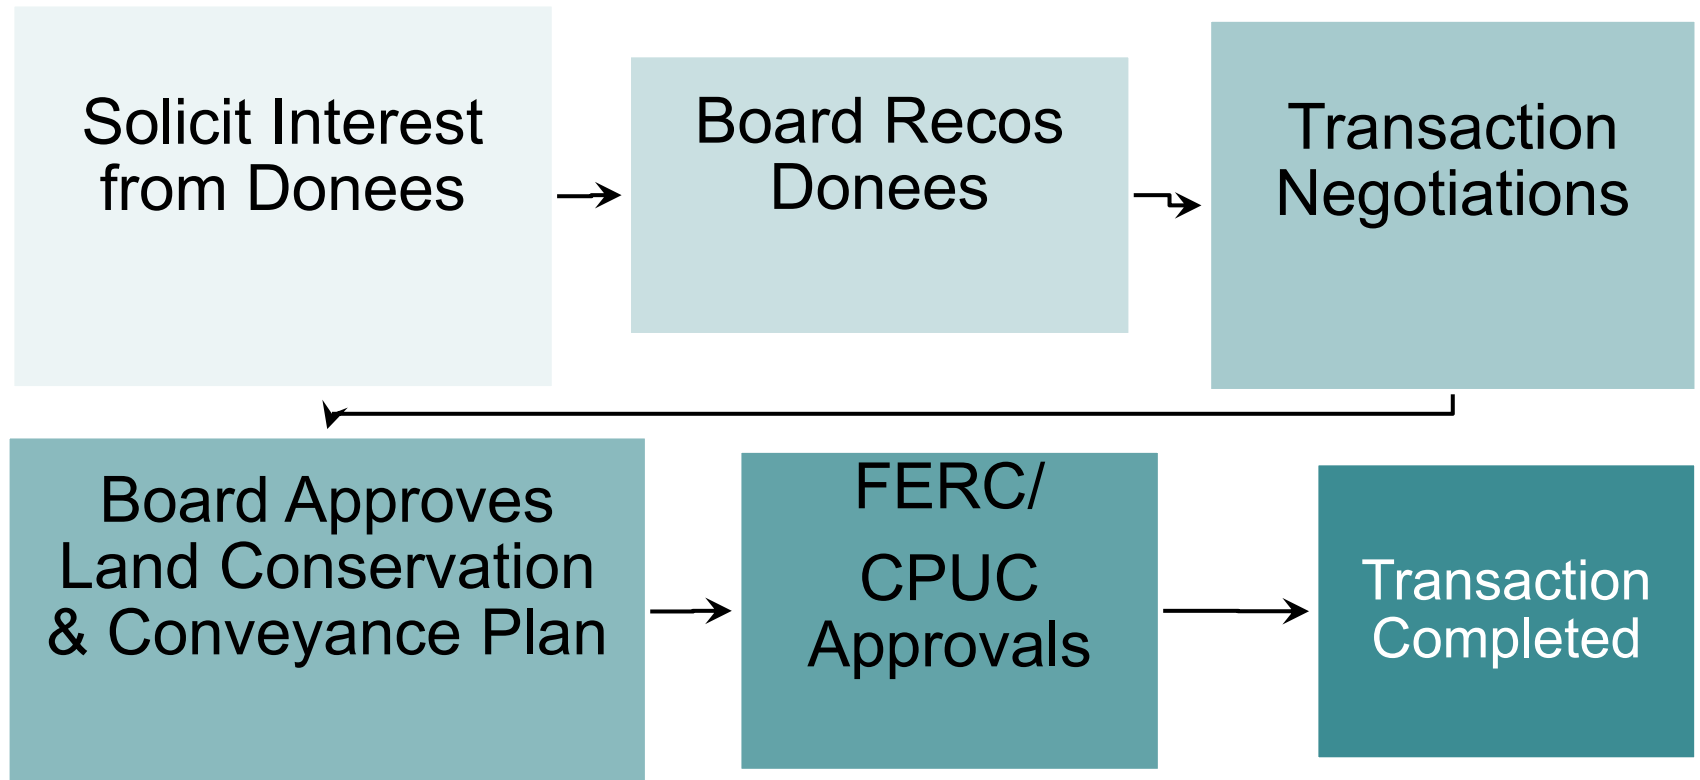 Solicit Interest
from Donees
Board Recos
Donees
Transaction
Negotiations
Board Approves
Land Conservation
& Conveyance Plan
FERC/
CPUC
Approvals
Transaction
Completed